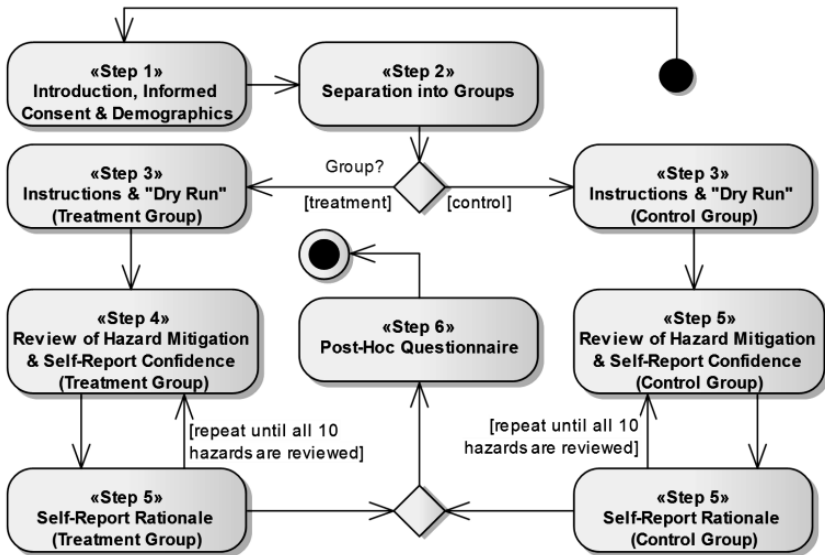 «Step 1»
Introduction, Informed
Consent & Demographics
«Step 2»
Separation into Groups
Group?
[treatment]
[control]
«Step 3»
Instructions & "Dry Run"
(Treatment Group)
«Step 3»
Instructions & "Dry Run"
(Control Group)
«Step 4»
Review of Hazard Mitigation
& Self-Report Confidence
(Treatment Group)
«Step 6»
Post-Hoc Questionnaire
«Step 5»
Review of Hazard Mitigation
& Self-Report Confidence
(Control Group)
[repeat until all 10
hazards are reviewed]
[repeat until all 10
hazards are reviewed]
«Step 5»
Self-Report Rationale
(Treatment Group)
«Step 5»
Self-Report Rationale
(Control Group)